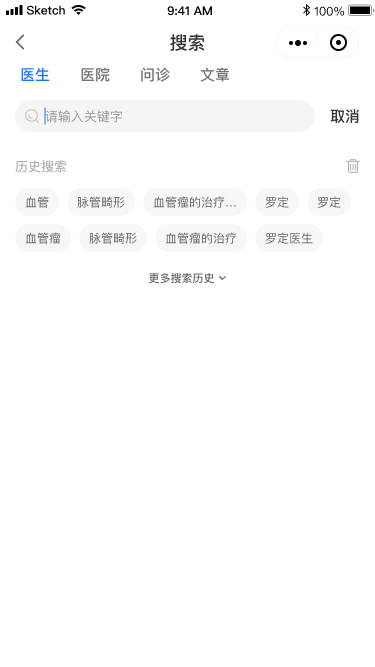 Sketch 9:41 AM 100%
搜索
医生 医院 问诊 文章
请输入关键字 取消
历史搜索
血管 脉管畸形 血管瘤的治疗... 罗定 罗定
血管瘤 脉管畸形 血管瘤的治疗 罗定医生
更多搜索历史